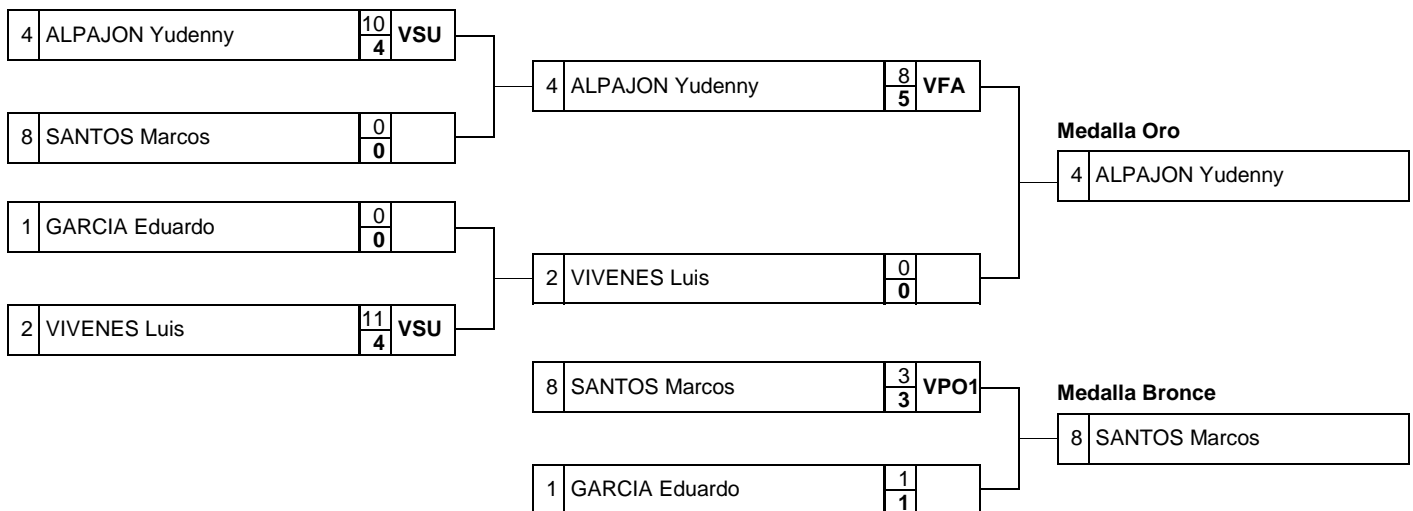 4 ALPAJON Yudenny 10 4 VSU
8 SANTOS Marcos 0 0
1 GARCIA Eduardo 0 0
2 VIVENES Luis 11 4 VSU
4 ALPAJON Yudenny 8 5 VFA
2 VIVENES Luis 0 0
8 SANTOS Marcos 3 3 VPO1
1 GARCIA Eduardo 1 1
Medalla Oro
4 ALPAJON Yudenny
Medalla Bronce
8 SANTOS Marcos